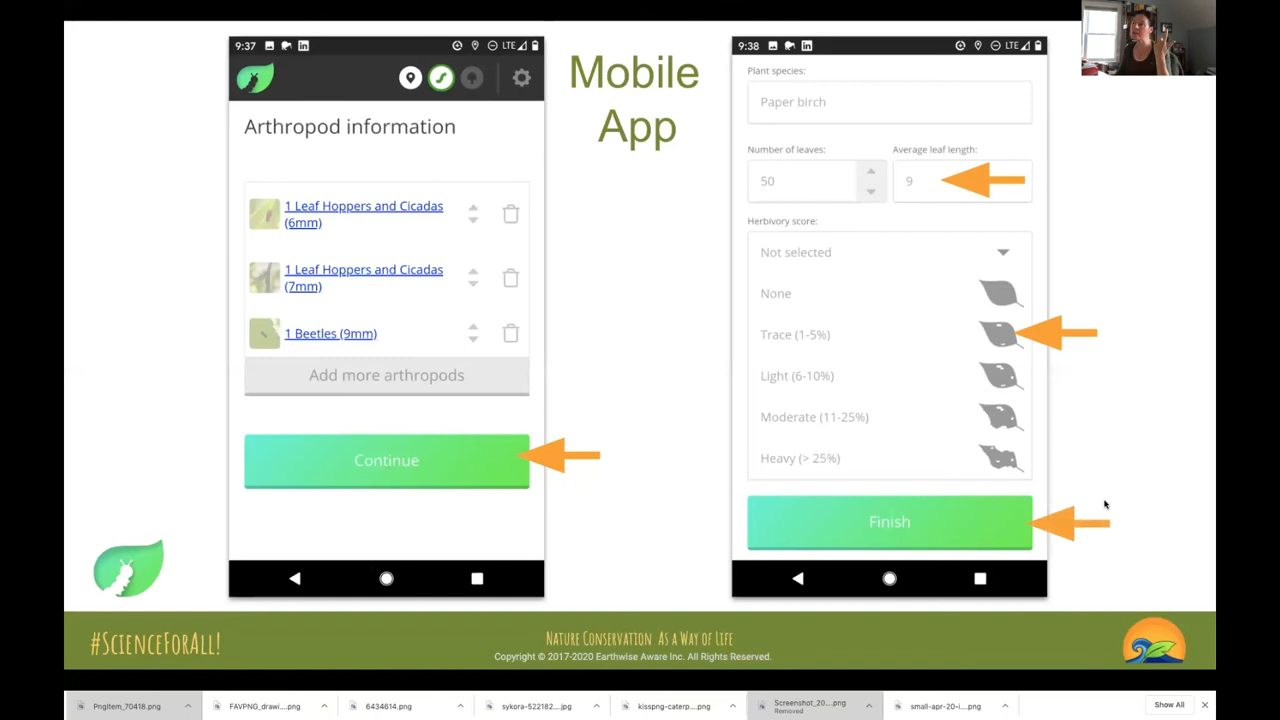 9:37
LTE
Arthropod information
1 Leaf Hoppers and Cicadas
(6mm)
1 Leaf Hoppers and Cicadas
(7mm)
1 Beetles (9mm)
Add more arthropods
Continue
Mobile
App
9:38
LTE
Plant species:
Paper birch
Number of leaves:
Average leaf length:
50
9
Herbivory score:
Not selected
None
Trace (1-5%)
Light (6-10%)
Moderate (11-25%)
Heavy (> 25%)
Finish
#ScienceForAll!
Nature Conservation As a Way of Life
Copyright © 2017-2020 Earthwise Aware Inc. All Rights Reserved.
PngItem_70418.png
FAVPNG_drawi....png
6434614.png
sykora-522182...jpg
kisspng-caterp....png
Screenshot_20....png
Removed
small-apr-20-i....png
Show All